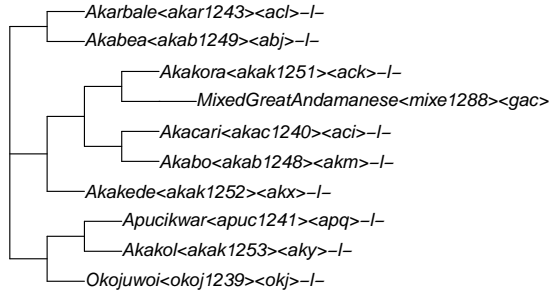 Akarbale<akar1243><acl>−l−
Akabea<akab1249><abj>−l−
Akakora<akak1251><ack>−l−
MixedGreatAndamanese<mixe1288><gac>
Akacari<akac1240><aci>−l−
Akabo<akab1248><akm>−l−
Akakede<akak1252><akx>−l−
Apucikwar<apuc1241><apq>−l−
Akakol<akak1253><aky>−l−
Okojuwoi<okoj1239><okj>−l−